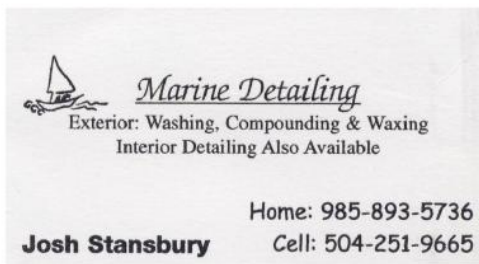 Marine Detailing
Exterior: Washing, Compounding & Waxing
Interior Detailing Also Available
Home: 985-893-5736
Josh Stansbury Cell: 504-251-9665